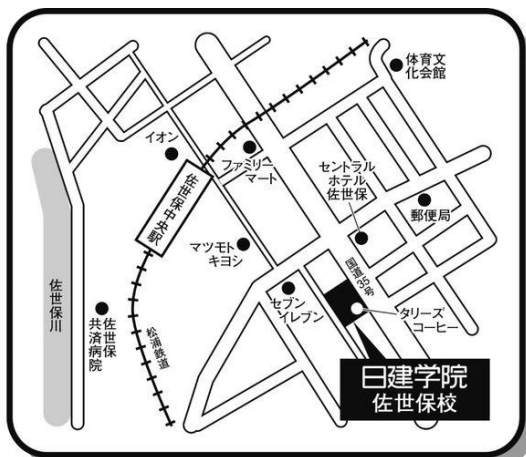 体育文
化会館
イオン
ファミリー
マート
セントラル
ホテル
佐世保
佐世保中央駅
郵便局
マツモト
キヨシ
国道35号
セブン
イレブン
タリーズ
コーヒー
佐世保川
佐世保
共済病院
松浦鉄道
日建学院
佐世保校